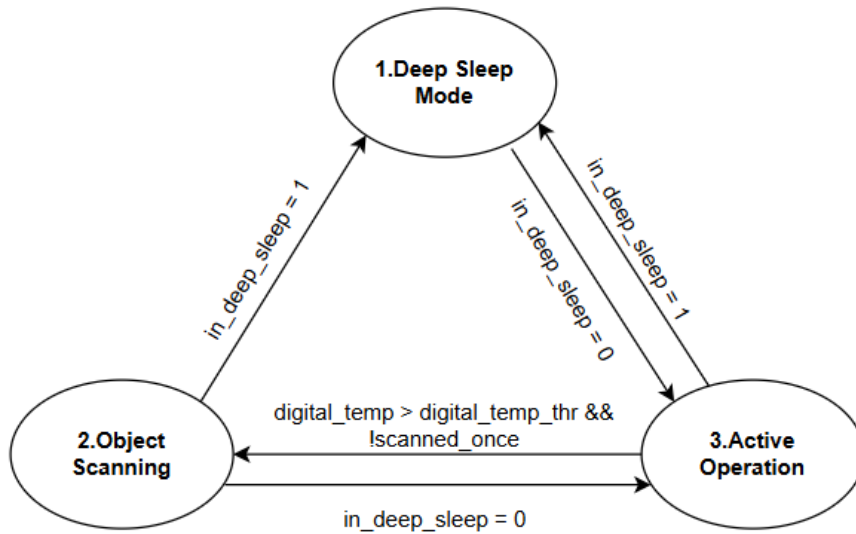 1.Deep Sleep
Mode
in_deep_sleep = 1
in_deep_sleep = 0
in_deep_sleep = 1
digital_temp > digital_temp_thr &&
!scanned_once
2.Object
Scanning
3.Active
Operation
in_deep_sleep = 0